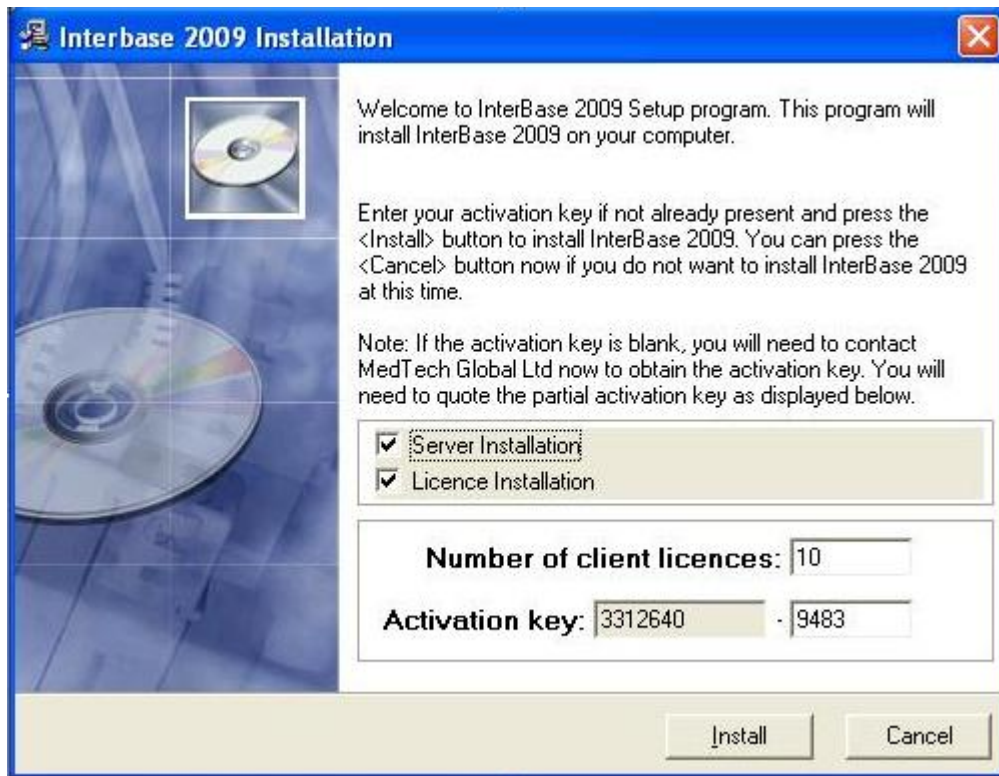 Interbase 2009 Installation
Welcome to InterBase 2009 Setup program. This program will
install InterBase 2009 on your computer.
Enter your activation key if not already present and press the
<Install> button to install InterBase 2009. You can press the
<Cancel> button now if you do not want to install InterBase 2009
at this time.
Note: If the activation key is blank, you will need to contact
MedTech Global Ltd now to obtain the activation key. You will
need to quote the partial activation key as displayed below.
Server Installation
Licence Installation
Number of client licences: 10
Activation key: 3312640 - 9483
Install Cancel